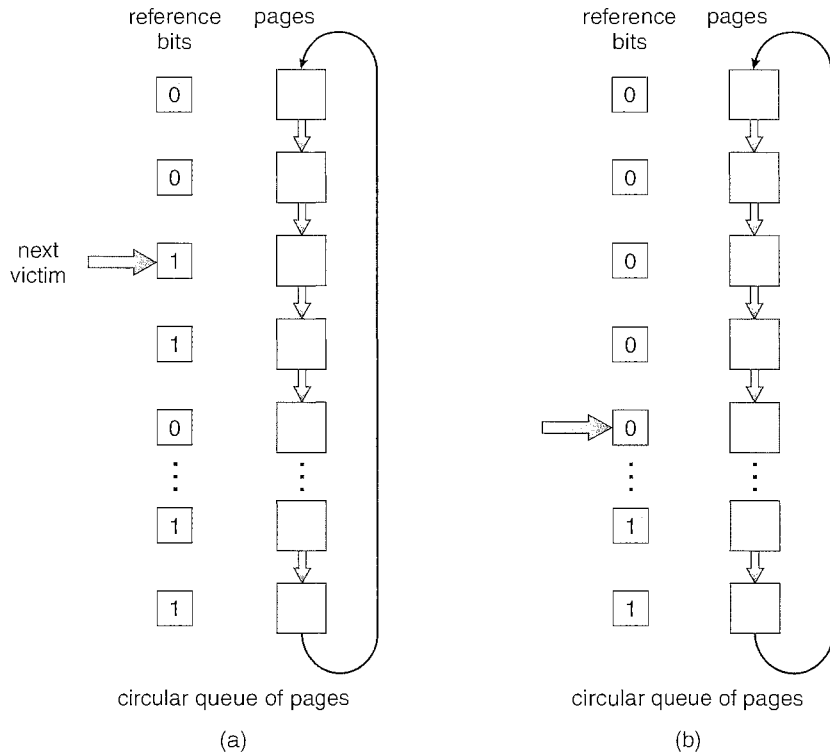 reference pages
bits
0
0
next
victim
1
1
0
1
1
circular queue of pages
(a)
reference pages
bits
0
0
0
0
0
1
1
circular queue of pages
(b)